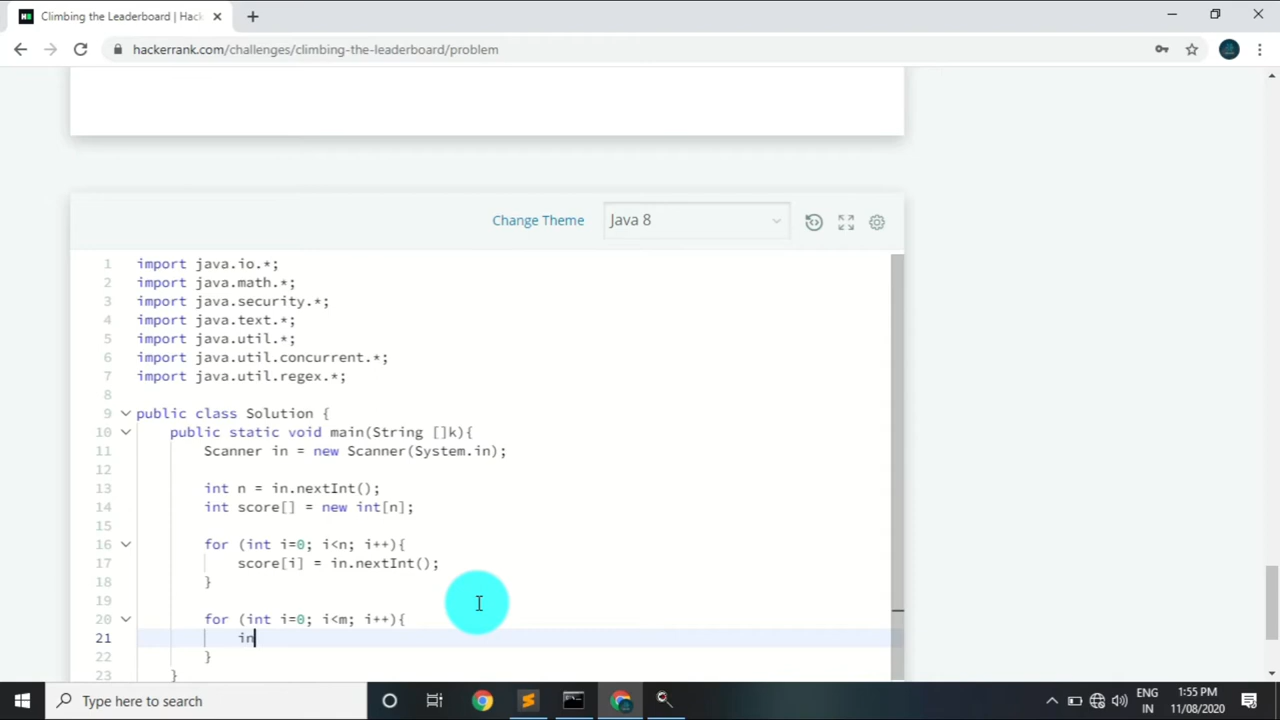 Climbing the Leaderboard | Hack
hackerrank.com/challenges/climbing-the-leaderboard/problem
Change Theme
Java 8
1 import java.io.*;
2 import java.math.*;
3 import java.security.*;
4 import java.text.*;
5 import java.util.*;
6 import java.util.concurrent.*;
7 import java.util.regex.*;
8
9 public class Solution {
10 public static void main(String []k){
11 Scanner in = new Scanner(System.in);
12
13 int n = in.nextInt();
14 int score[] = new int[n];
15
16 for (int i=0; i<n; i++){
17 score[i] = in.nextInt();
18 }
19
20 for (int i=0; i<m; i++){
21 in
22 }
23 }
Type here to search
ENG
IN
1:55 PM
11/08/2020